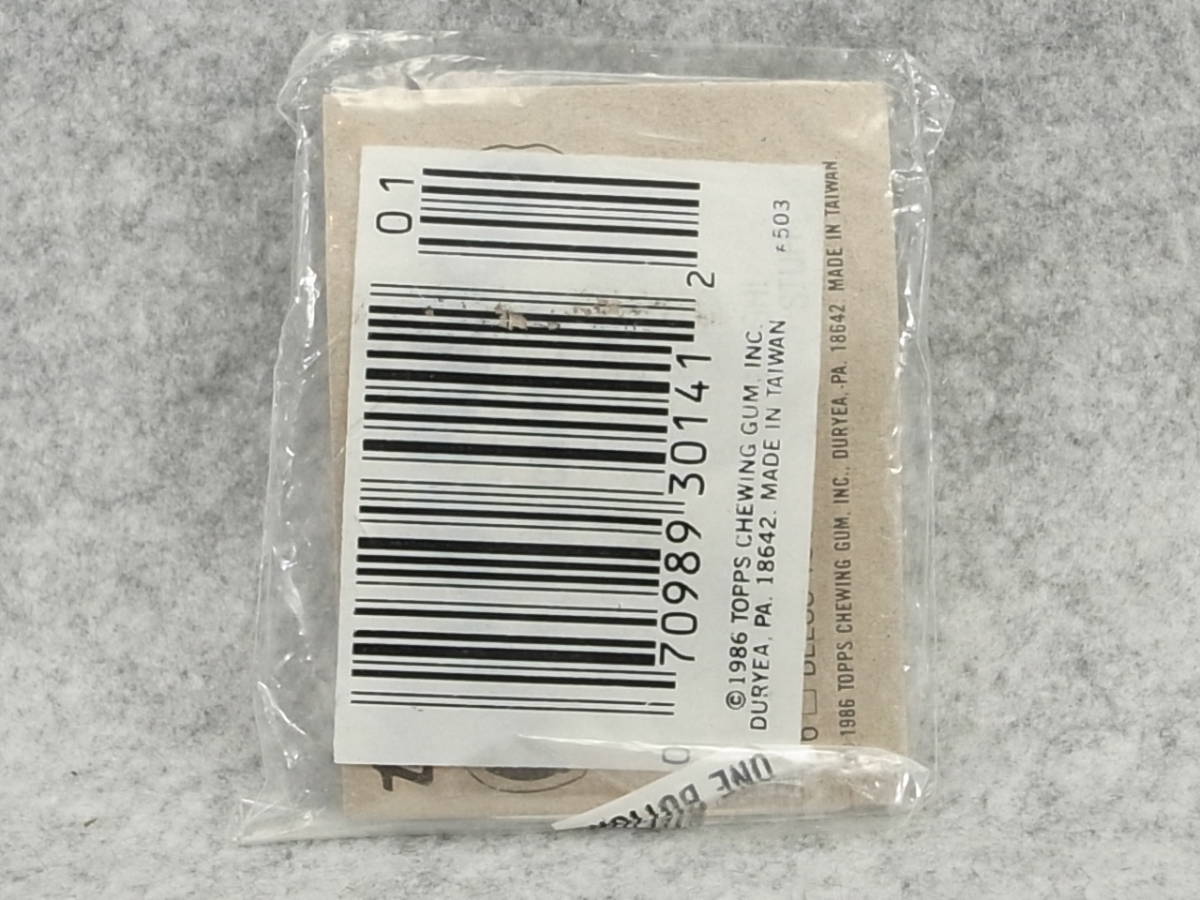 01
0 70989 30141 2
©1986 TOPPS CHEWING GUM, INC.
DURYEA, PA. 18642. MADE IN TAIWAN
503
1986 TOPPS CHEWING GUM, INC., DURYEA, PA. 18642 MADE IN TAIWAN
ONE BUTTON